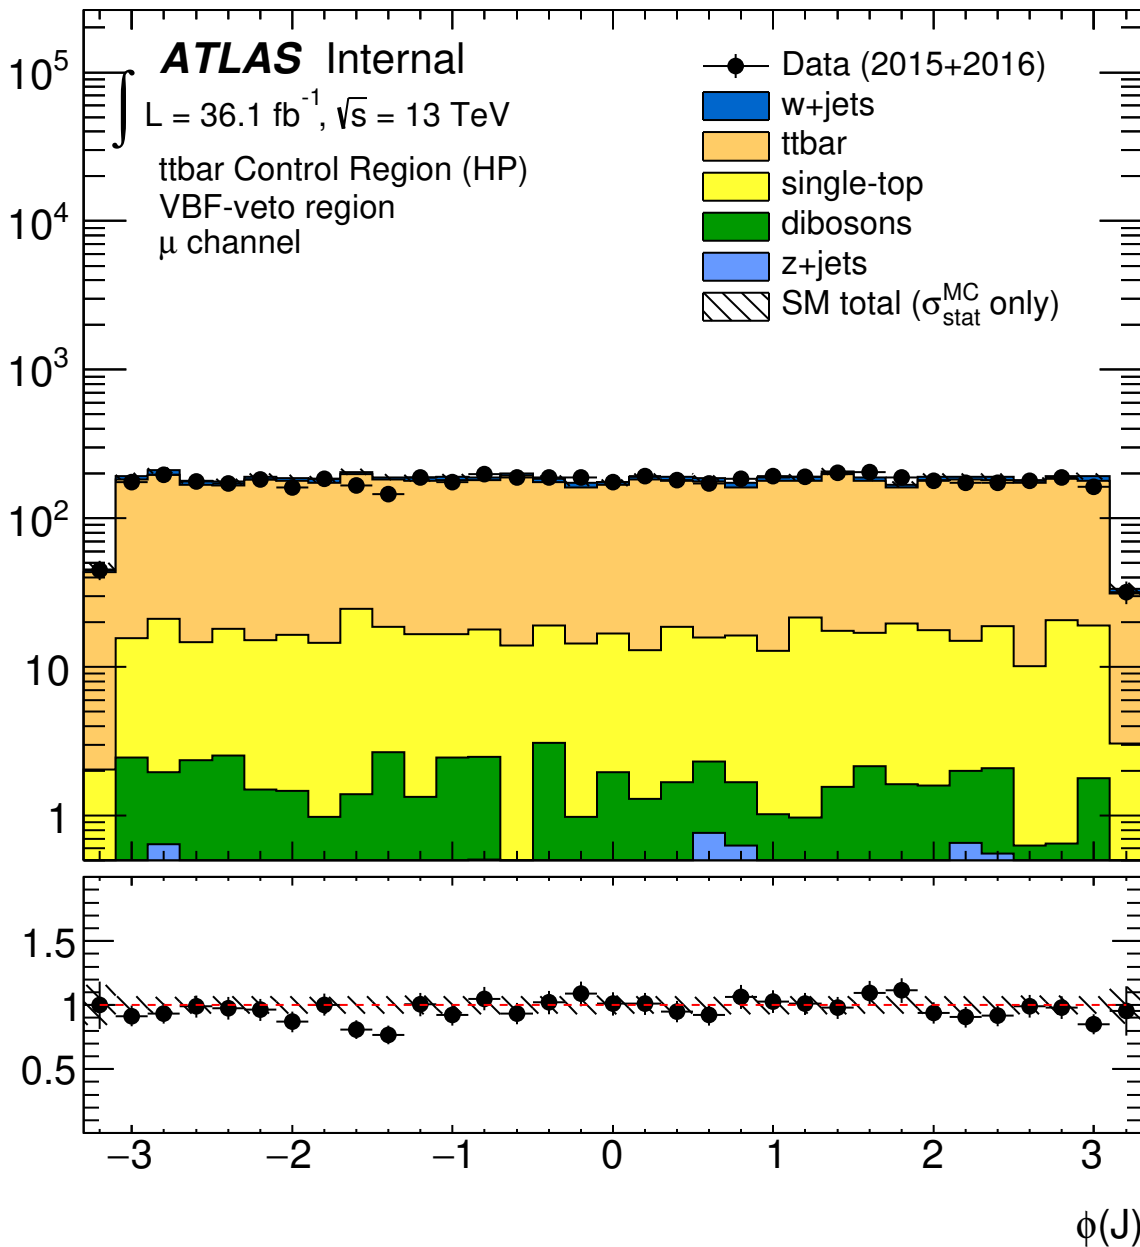 ATLAS Internal
∫ L = 36.1 fb⁻¹, √s = 13 TeV
ttbar Control Region (HP)
VBF-veto region
μ channel
Data (2015+2016)
w+jets
ttbar
single-top
dibosons
z+jets
SM total (σ^MC_stat only)
10⁵
10⁴
10³
10²
10
1
1.5
1
0.5
−3 −2 −1 0 1 2 3
ϕ(J)